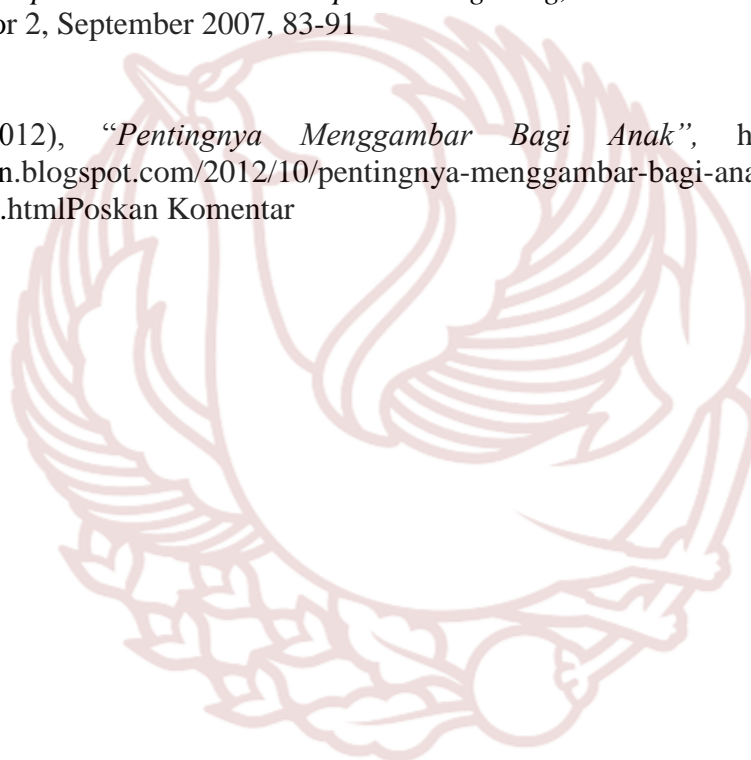 or 2, September 2007, 83-91
012), “Pentingnya Menggambar Bagi Anak”, h
n.blogspot.com/2012/10/pentingnya-menggambar-bagi-ana
.htmlPoskan Komentar